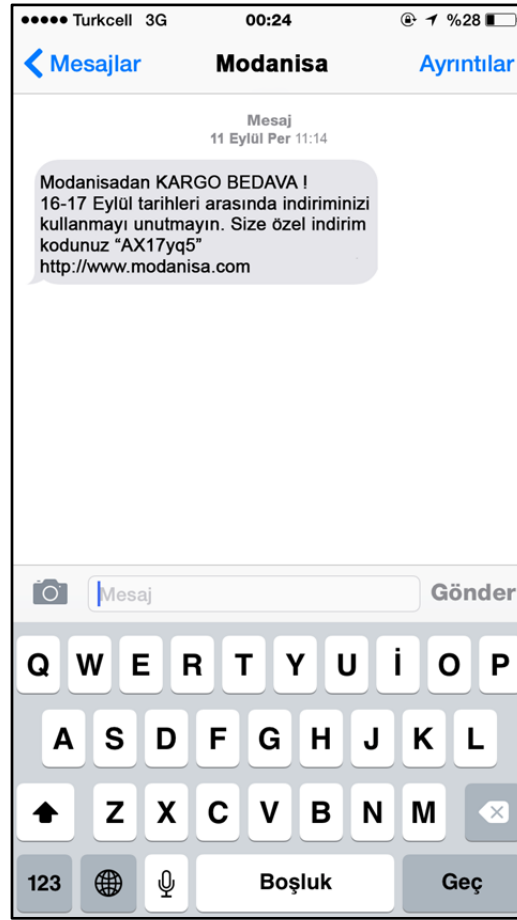 Turkcell 3G 00:24 %28
Mesajlar Modanisa Ayrıntılar
Mesaj
11 Eylül Per 11:14
Modanisadan KARGO BEDAVA !
16-17 Eylül tarihleri arasında indiriminizi
kullanmayı unutmayın. Size özel indirim
kodunuz “AX17yq5”
http://www.modanisa.com
Mesaj Gönder
Q W E R T Y U İ O P
A S D F G H J K L
Z X C V B N M
123 Boşluk Geç